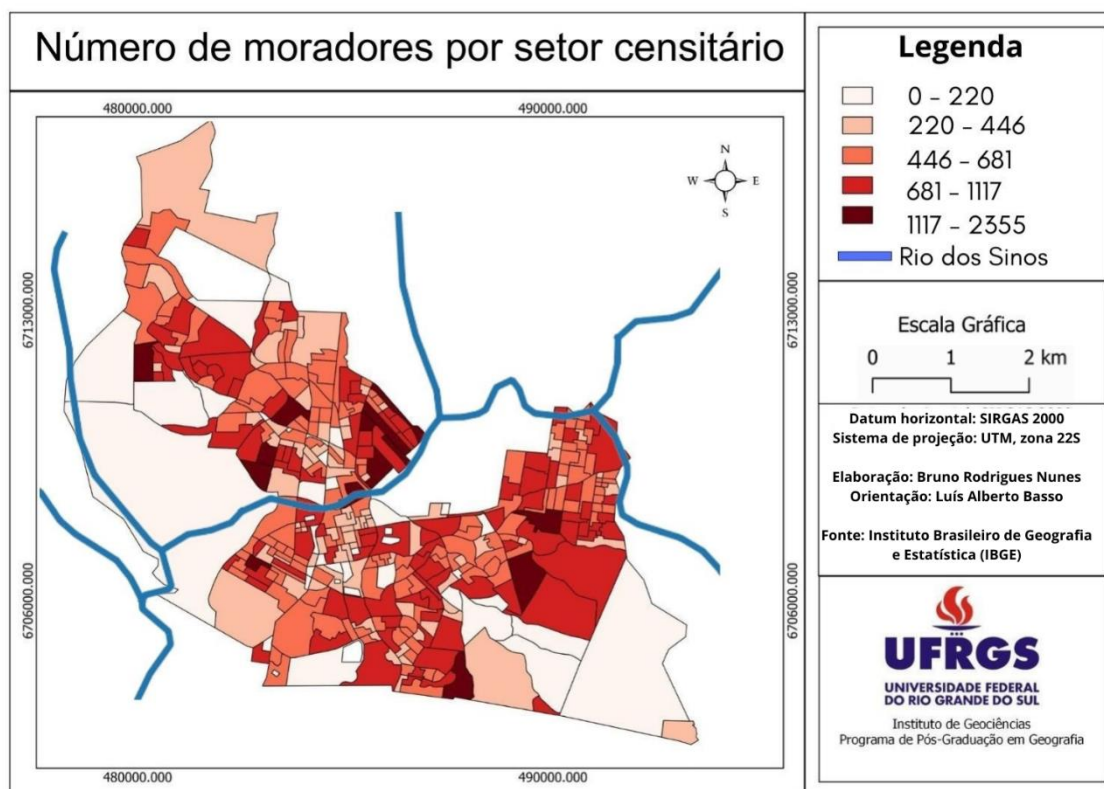 Número de moradores por setor censitário
480000.000
490000.000
6713000.000
6706000.000
N
W
E
S
6713000.000
6706000.000
480000.000
490000.000
Legenda
0 - 220
220 - 446
446 - 681
681 - 1117
1117 - 2355
Rio dos Sinos
Escala Gráfica
0 1 2 km
Datum horizontal: SIRGAS 2000
Sistema de projeção: UTM, zona 22S
Elaboração: Bruno Rodrigues Nunes
Orientação: Luís Alberto Basso
Fonte: Instituto Brasileiro de Geografia
e Estatística (IBGE)
UFRGS
UNIVERSIDADE FEDERAL
DO RIO GRANDE DO SUL
Instituto de Geociências
Programa de Pós-Graduação em Geografia